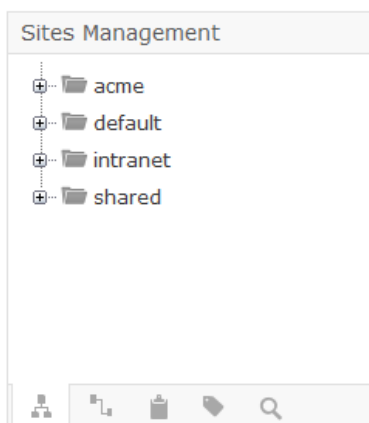 Sites Management
acme
default
intranet
shared